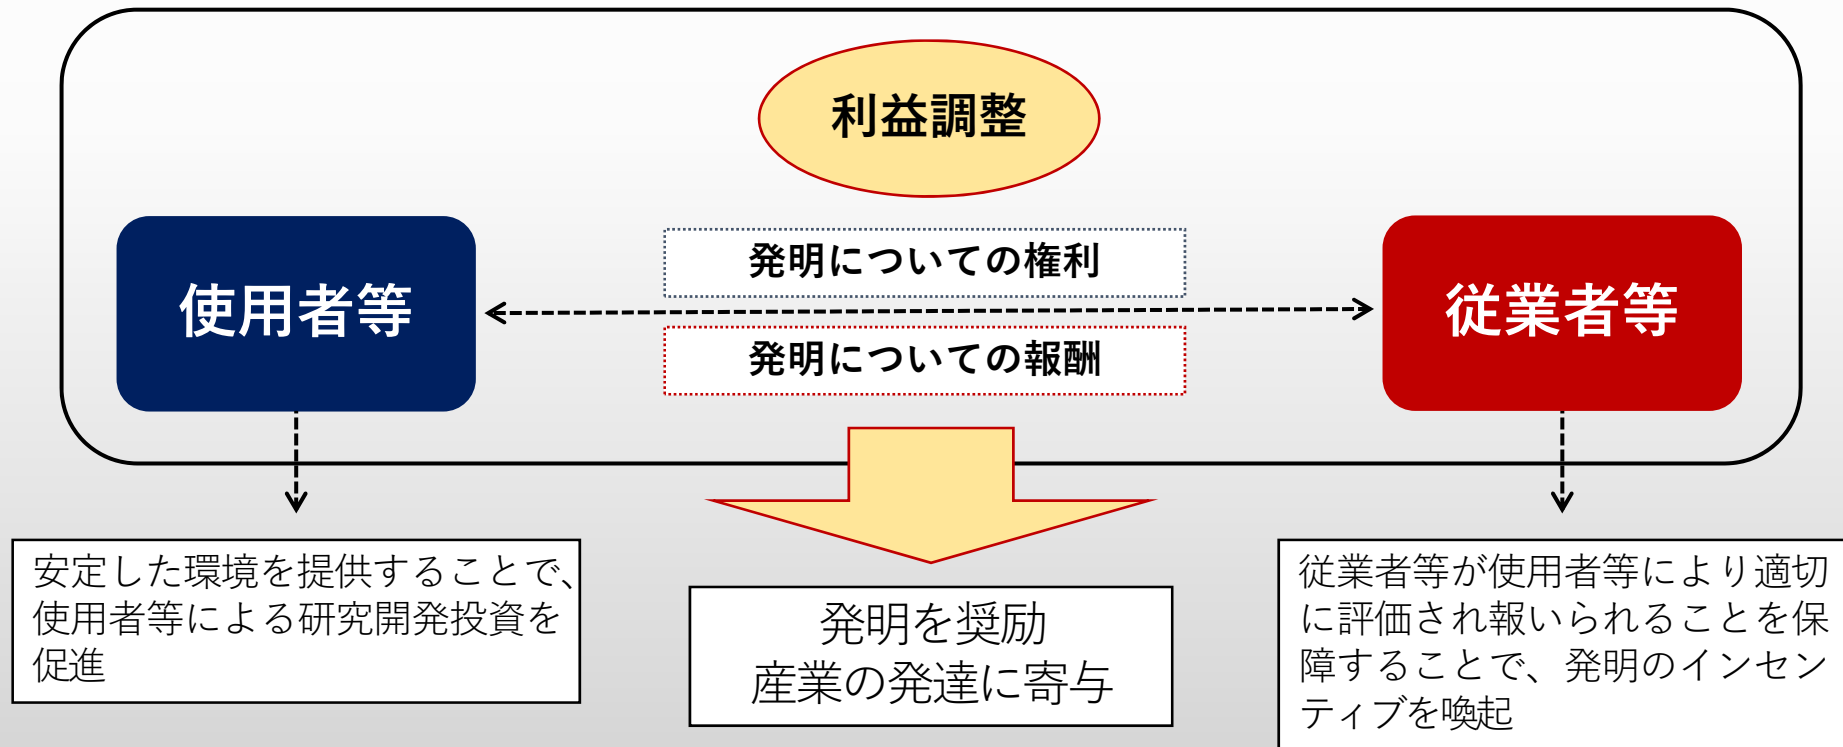 利益調整
発明についての権利
使用者等
従業者等
発明についての報酬
安定した環境を提供することで、
使用者等による研究開発投資を
促進
発明を奨励
産業の発達に寄与
従業者等が使用者等により適切
に評価され報いられることを保
障することで、発明のインセン
ティブを喚起